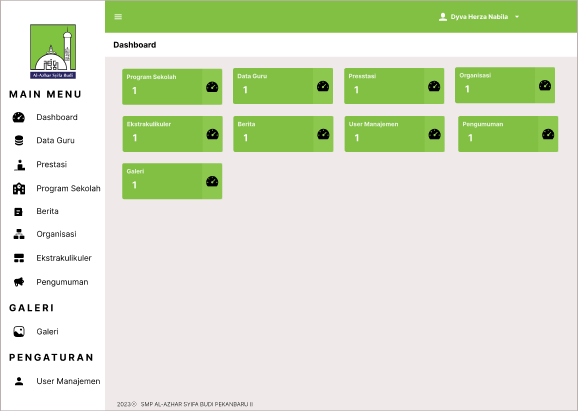 Dyva Herza Nabila
Al-Azhar Syifa Budi
Dashboard
MAIN MENU
Dashboard
Data Guru
Prestasi
Program Sekolah
Berita
Organisasi
Ekstrakulikuler
Pengumuman
GALERI
Galeri
PENGATURAN
User Manajemen
Program Sekolah
1
Data Guru
1
Presetasi
1
Organisasi
1
Ekstrakulikuler
1
Berita
1
User Manajemen
1
Pengumuman
1
Galeri
1
2023© SMP AL-AZHAR SYIFA BUDI PEKANBARU II